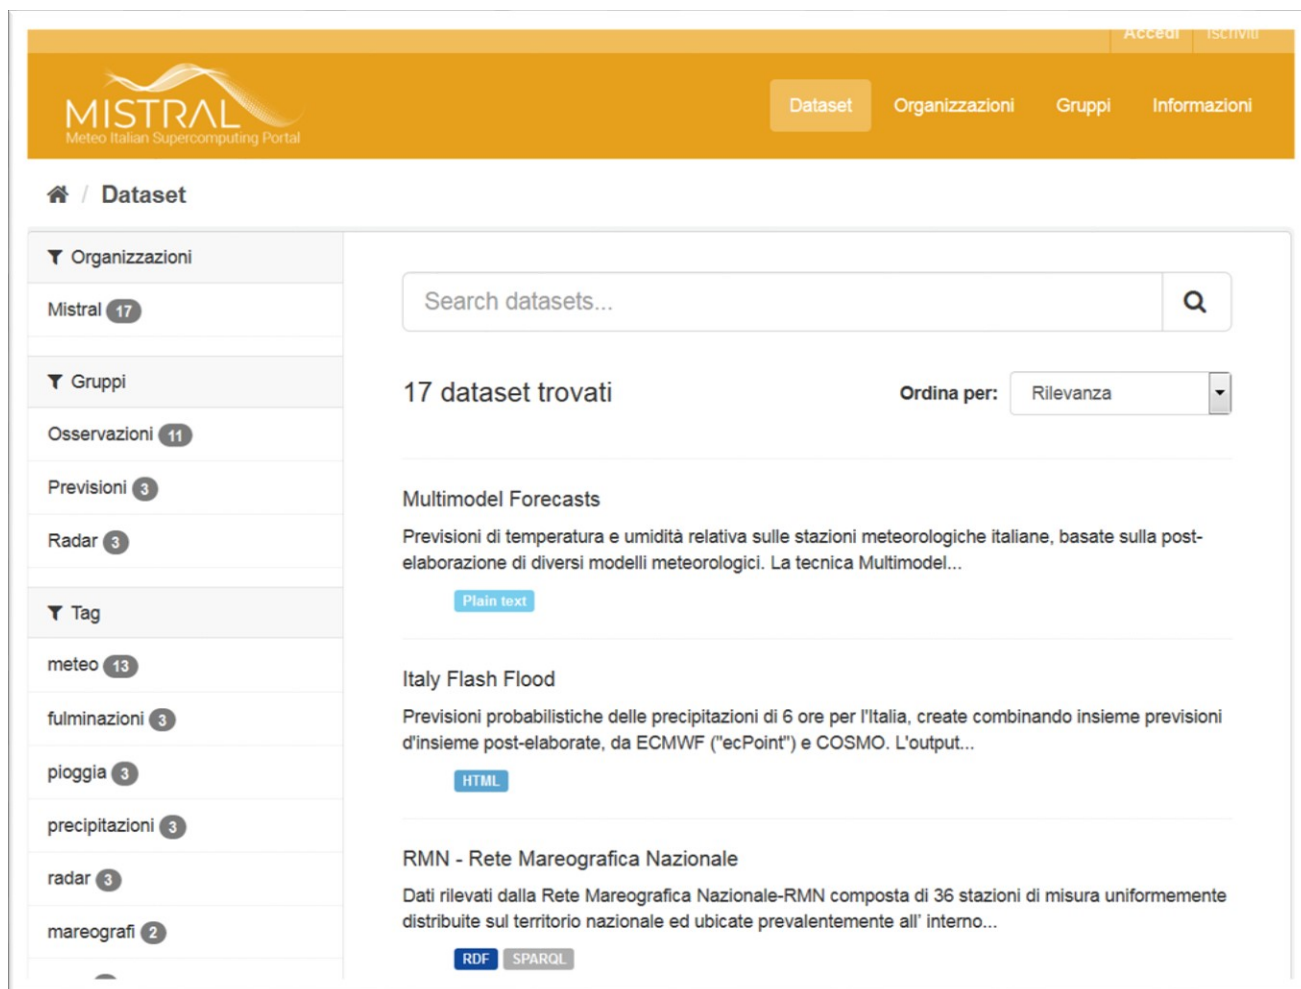 Accedi Iscriviti
MISTRAL
Meteo Italian Supercomputing Portal
Dataset Organizzazioni Gruppi Informazioni
/ Dataset
Organizzazioni
Mistral 17
Gruppi
Osservazioni 11
Previsioni 3
Radar 3
Tag
meteo 13
fulminazioni 3
pioggia 3
precipitazioni 3
radar 3
mareografi 2
Search datasets...
17 dataset trovati
Ordina per: Rilevanza
Multimodel Forecasts
Previsioni di temperatura e umidità relativa sulle stazioni meteorologiche italiane, basate sulla post-
elaborazione di diversi modelli meteorologici. La tecnica Multimodel...
Plain text
Italy Flash Flood
Previsioni probabilistiche delle precipitazioni di 6 ore per l'Italia, create combinando insieme previsioni
d'insieme post-elaborate, da ECMWF ("ecPoint") e COSMO. L'output...
HTML
RMN - Rete Mareografica Nazionale
Dati rilevati dalla Rete Mareografica Nazionale-RMN composta di 36 stazioni di misura uniformemente
distribuite sul territorio nazionale ed ubicate prevalentemente all' interno...
RDF SPARQL